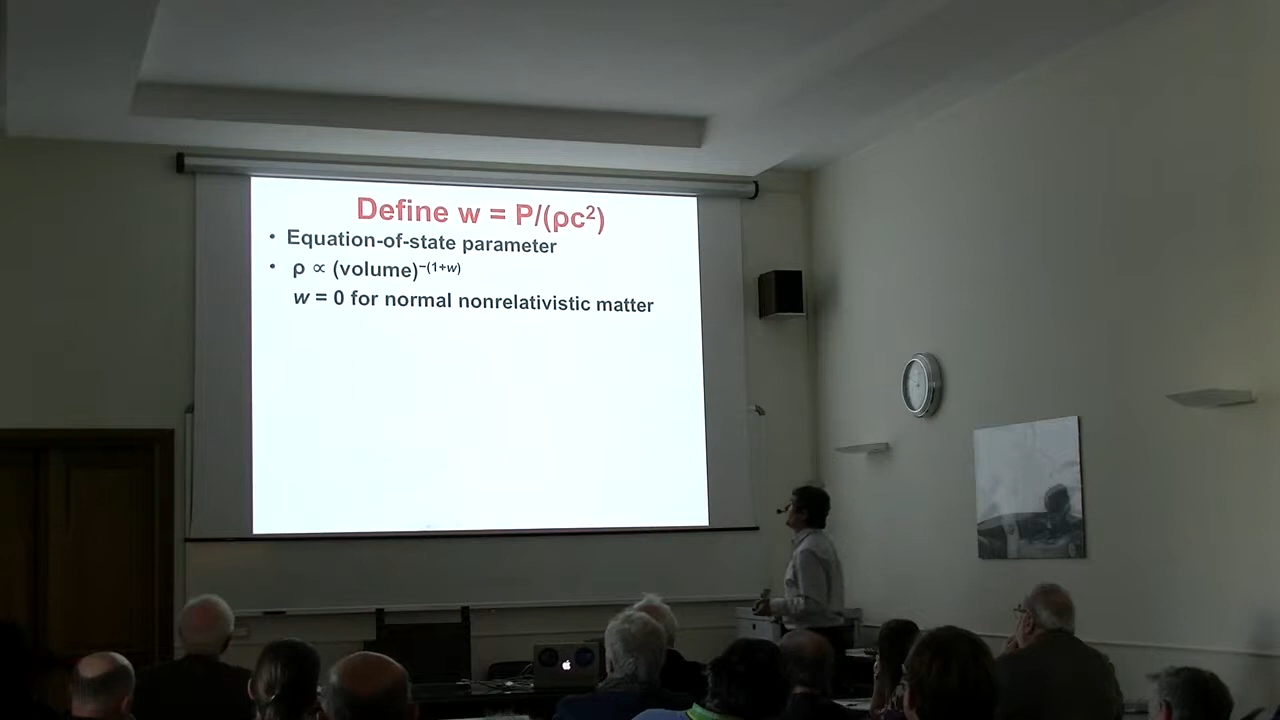 Define w = P/(ρc²)
• Equation-of-state parameter
• ρ ∝ (volume)⁻⁽¹⁺ʷ⁾
w = 0 for normal nonrelativistic matter